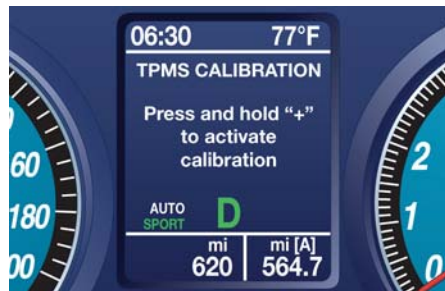 06:30 77°F
TPMS CALIBRATION
Press and hold “+”
to activate
calibration
AUTO
SPORT
D
mi
620
mi [A]
564.7
60
180
2
1
0